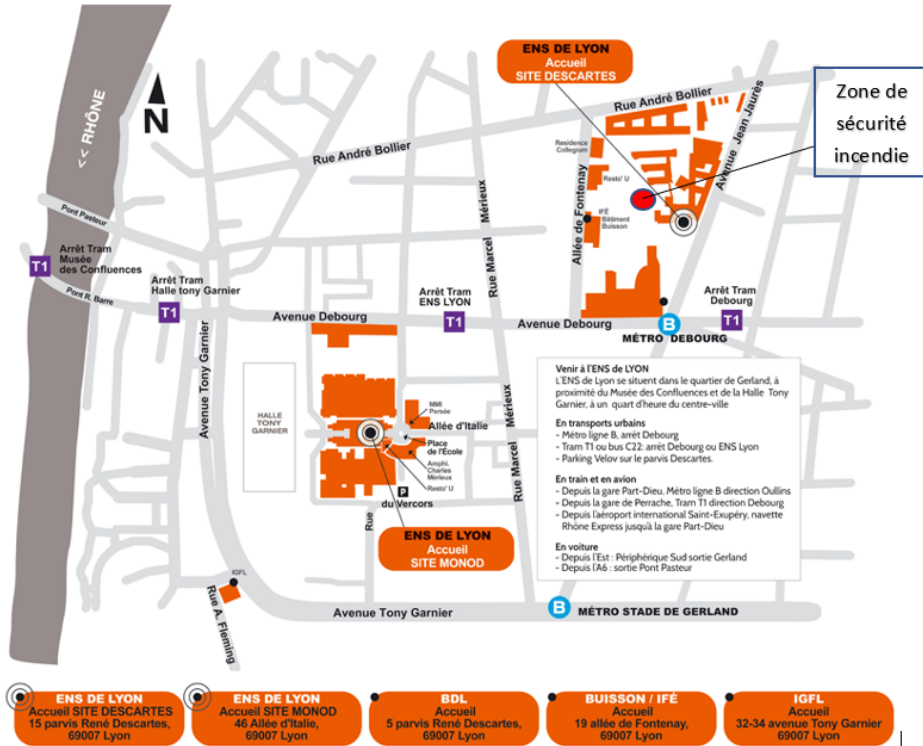 ENS DE LYON
Accueil
SITE DESCARTES
Zone de
sécurité
incendie
<< RHÔNE
N
Rue André Bollier
Rue André Bollier
Avenue Jean Jaurès
Residence
Collegium
Resto' U
Allée de Fontenay
IFÉ
Bâtiment
Buisson
Pont Pasteur
Rue Marcel Mérieux
T1
Arrêt Tram
Musée
des Confluences
Pont R. Barre
Arrêt Tram
Halle tony Garnier
T1
Arrêt Tram
ENS LYON
T1
Arrêt Tram
Debourg
T1
Avenue Debourg
Avenue Debourg
B
MÉTRO DEBOURG
Avenue Tony Garnier
HALLE
TONY
GARNIER
MMI
Persée
Allée d'Italie
Place
de l'École
Amphi.
Charles
Mérieux
Resto' U
P
Rue du Vercors
Rue Marcel Mérieux
ENS DE LYON
Accueil
SITE MONOD
Venir à l'ENS de LYON
L'ENS de Lyon se situent dans le quartier de Gerland, à
proximité du Musée des Confluences et de la Halle Tony
Garnier, à un quart d'heure du centre-ville
En transports urbains
- Métro ligne B, arrêt Debourg
- Tram T1 ou bus C22: arrêt Debourg ou ENS Lyon
- Parking Velov sur le parvis Descartes.
En train et en avion
- Depuis la gare Part-Dieu, Métro ligne B direction Oullins
- Depuis la gare de Perrache, Tram T1 direction Debourg
- Depuis l'aéroport international Saint-Exupéry, navette
Rhône Express jusqu'à la gare Part-Dieu
En voiture
- Depuis l'Est : Périphérique Sud sortie Gerland
- Depuis l'A6 : sortie Pont Pasteur
IGFL
Rue A. Fleming
Avenue Tony Garnier
B
MÉTRO STADE DE GERLAND
ENS DE LYON
Accueil SITE DESCARTES
15 parvis René Descartes,
69007 Lyon
ENS DE LYON
Accueil SITE MONOD
46 Allée d'Italie,
69007 Lyon
BDL
Accueil
5 parvis René Descartes,
69007 Lyon
BUISSON / IFÉ
Accueil
19 allée de Fontenay,
69007 Lyon
IGFL
Accueil
32-34 avenue Tony Garnier
69007 Lyon